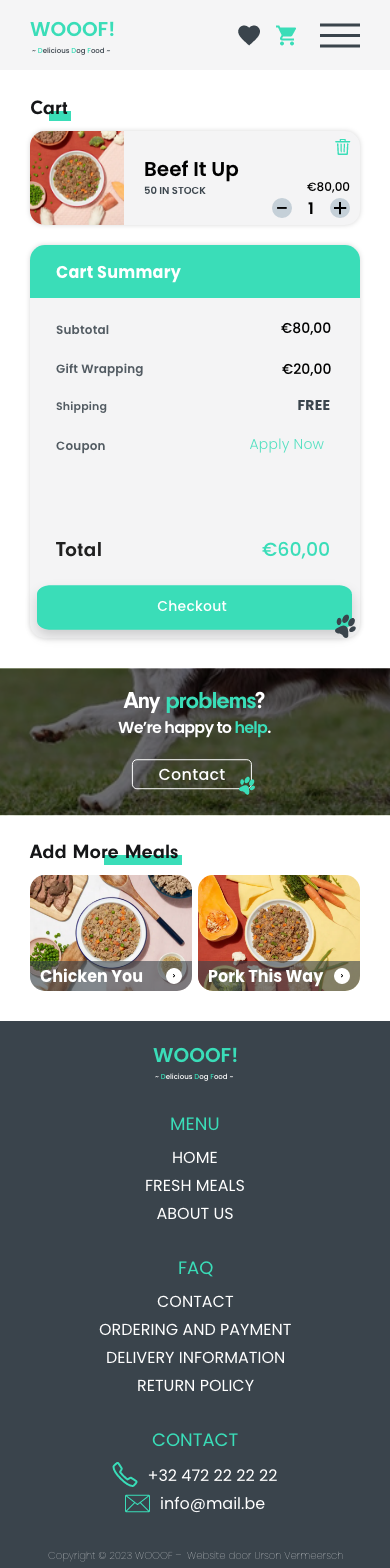 WOOOF!
- Delicious Dog Food -
Cart
Beef It Up
50 IN STOCK
€80,00
1
Cart Summary
Subtotal €80,00
Gift Wrapping €20,00
Shipping FREE
Coupon Apply Now
Total €60,00
Checkout
Any problems?
We're happy to help.
Contact
Add More Meals
Chicken You
Pork This Way
WOOOF!
- Delicious Dog Food -
MENU
HOME
FRESH MEALS
ABOUT US
FAQ
CONTACT
ORDERING AND PAYMENT
DELIVERY INFORMATION
RETURN POLICY
CONTACT
+32 472 22 22 22
info@mail.be
Copyright © 2023 WOOOF – Website door Urson Vermeersch